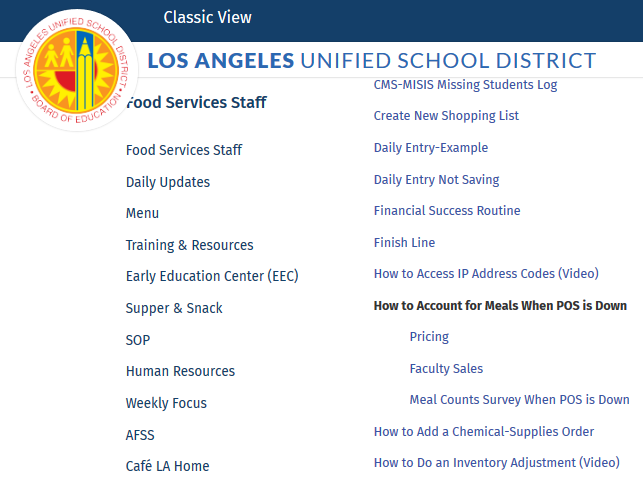 Classic View
LOS ANGELES UNIFIED SCHOOL DISTRICT
LOS ANGELES UNIFIED SCHOOL DISTRICT
BOARD OF EDUCATION
Food Services Staff
Food Services Staff
Daily Updates
Menu
Training & Resources
Early Education Center (EEC)
Supper & Snack
SOP
Human Resources
Weekly Focus
AFSS
Café LA Home
CMS-MISIS Missing Students Log
Create New Shopping List
Daily Entry-Example
Daily Entry Not Saving
Financial Success Routine
Finish Line
How to Access IP Address Codes (Video)
How to Account for Meals When POS is Down
Pricing
Faculty Sales
Meal Counts Survey When POS is Down
How to Add a Chemical-Supplies Order
How to Do an Inventory Adjustment (Video)